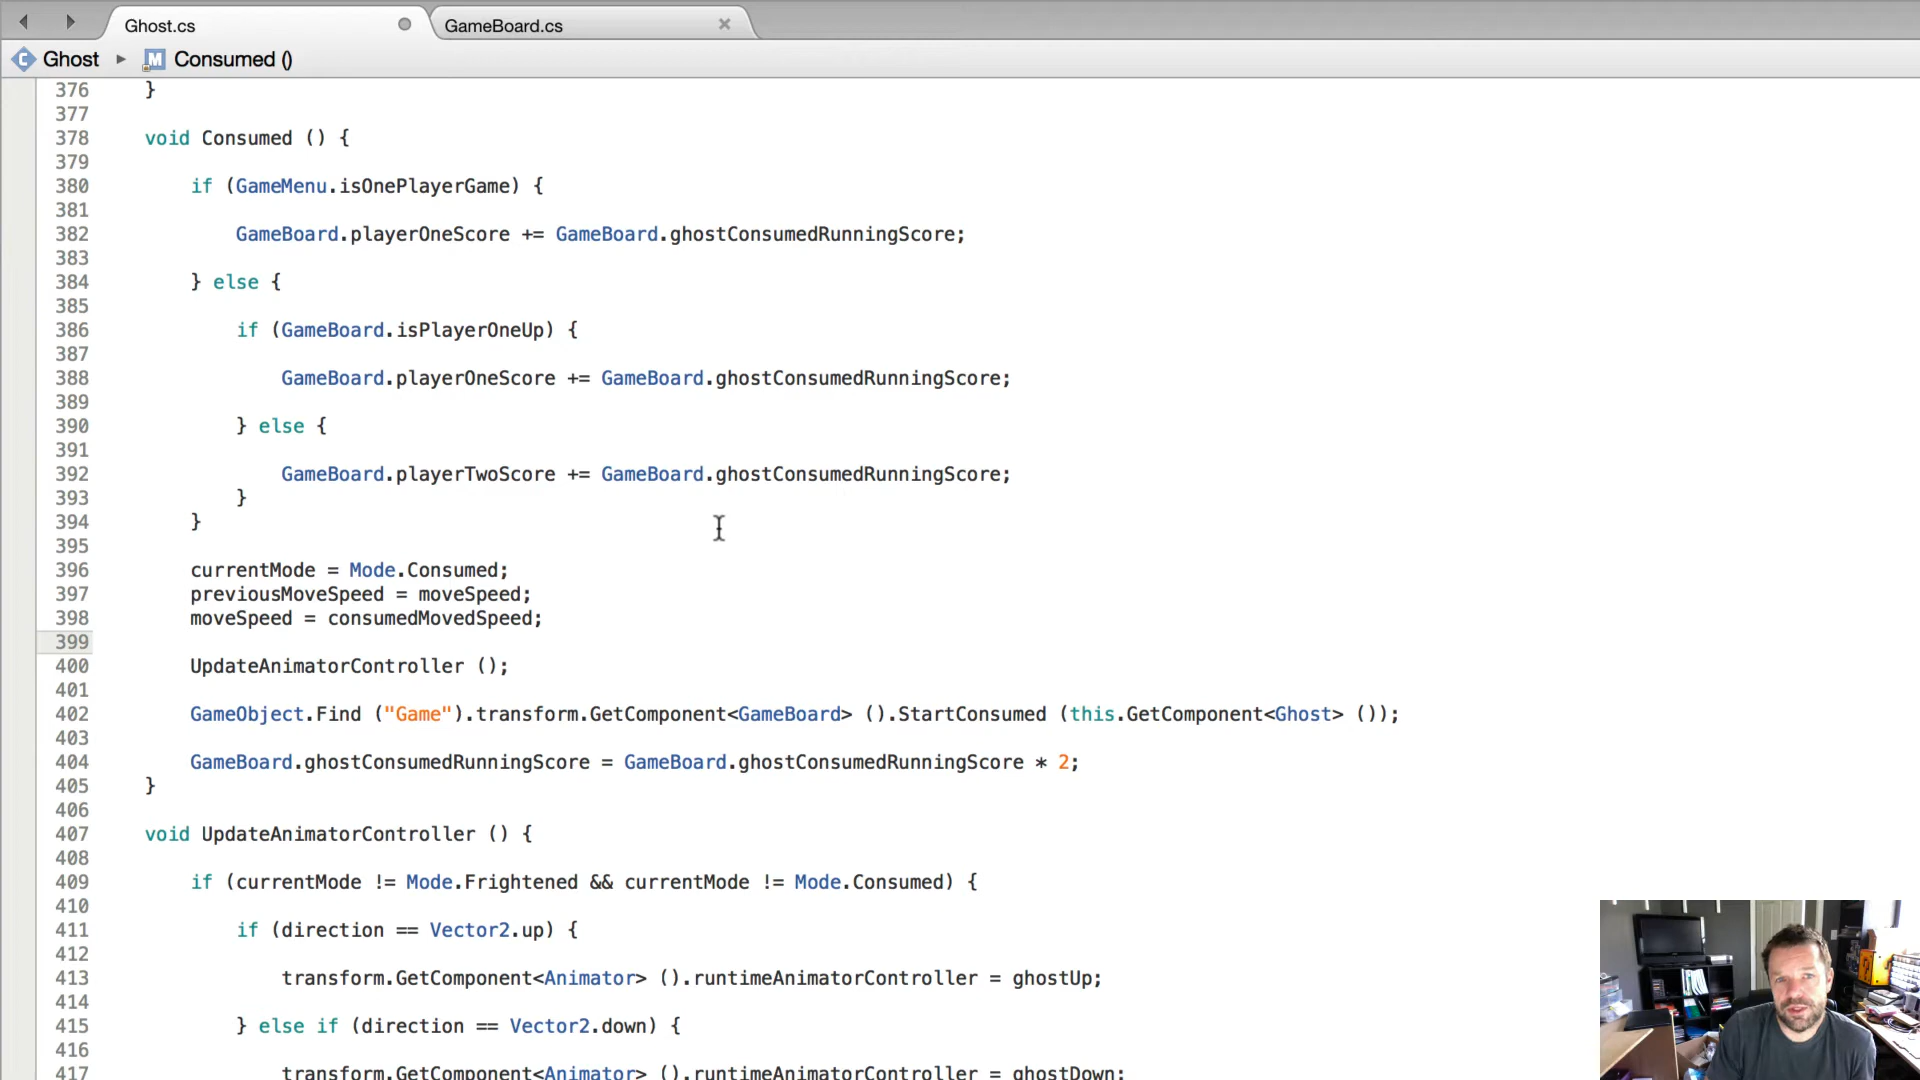 Ghost.cs
GameBoard.cs
Ghost
M
Consumed ()
376 }
377
378 void Consumed () {
379
380 if (GameMenu.isOnePlayerGame) {
381
382 GameBoard.playerOneScore += GameBoard.ghostConsumedRunningScore;
383
384 } else {
385
386 if (GameBoard.isPlayerOneUp) {
387
388 GameBoard.playerOneScore += GameBoard.ghostConsumedRunningScore;
389
390 } else {
391
392 GameBoard.playerTwoScore += GameBoard.ghostConsumedRunningScore;
393 }
394 }
395
396 currentMode = Mode.Consumed;
397 previousMoveSpeed = moveSpeed;
398 moveSpeed = consumedMovedSpeed;
399
400 UpdateAnimatorController ();
401
402 GameObject.Find ("Game").transform.GetComponent<GameBoard> ().StartConsumed (this.GetComponent<Ghost> ());
403
404 GameBoard.ghostConsumedRunningScore = GameBoard.ghostConsumedRunningScore * 2;
405 }
406
407 void UpdateAnimatorController () {
408
409 if (currentMode != Mode.Frightened && currentMode != Mode.Consumed) {
410
411 if (direction == Vector2.up) {
412
413 transform.GetComponent<Animator> ().runtimeAnimatorController = ghostUp;
414
415 } else if (direction == Vector2.down) {
416
417 transform.GetComponent<Animator> ().runtimeAnimatorController = ghostDown;